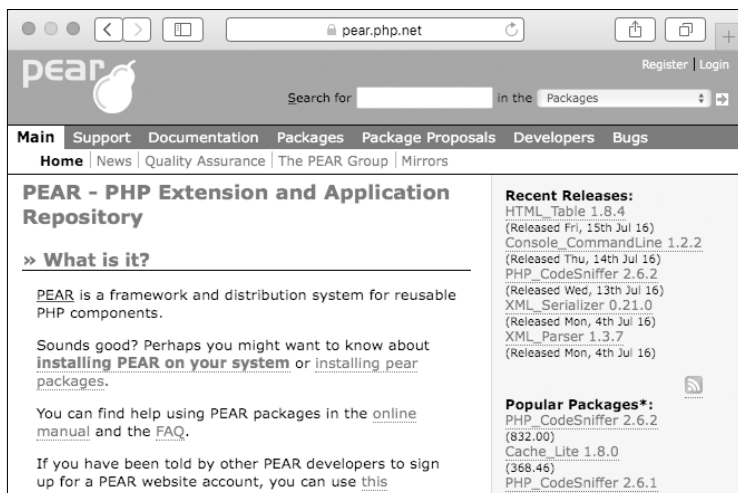 pear.php.net
pear
Register Login
Search for in the Packages
Main Support Documentation Packages Package Proposals Developers Bugs
Home News Quality Assurance The PEAR Group Mirrors
PEAR - PHP Extension and Application
Repository
» What is it?
PEAR is a framework and distribution system for reusable
PHP components.
Sounds good? Perhaps you might want to know about
installing PEAR on your system or installing pear
packages.
You can find help using PEAR packages in the online
manual and the FAQ.
If you have been told by other PEAR developers to sign
up for a PEAR website account, you can use this
Recent Releases:
HTML_Table 1.8.4
(Released Fri, 15th Jul 16)
Console_CommandLine 1.2.2
(Released Thu, 14th Jul 16)
PHP_CodeSniffer 2.6.2
(Released Wed, 13th Jul 16)
XML_Serializer 0.21.0
(Released Mon, 4th Jul 16)
XML_Parser 1.3.7
(Released Mon, 4th Jul 16)
Popular Packages*:
PHP_CodeSniffer 2.6.2
(832.00)
Cache_Lite 1.8.0
(368.46)
PHP_CodeSniffer 2.6.1